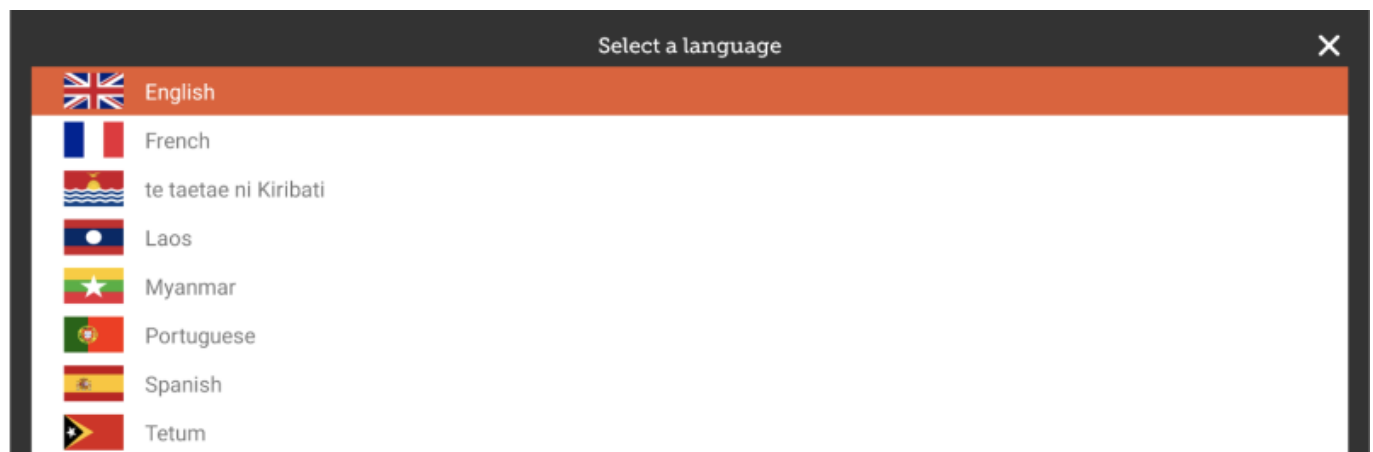 Select a language
English
French
te taetae ni Kiribati
Laos
Myanmar
Portuguese
Spanish
Tetum